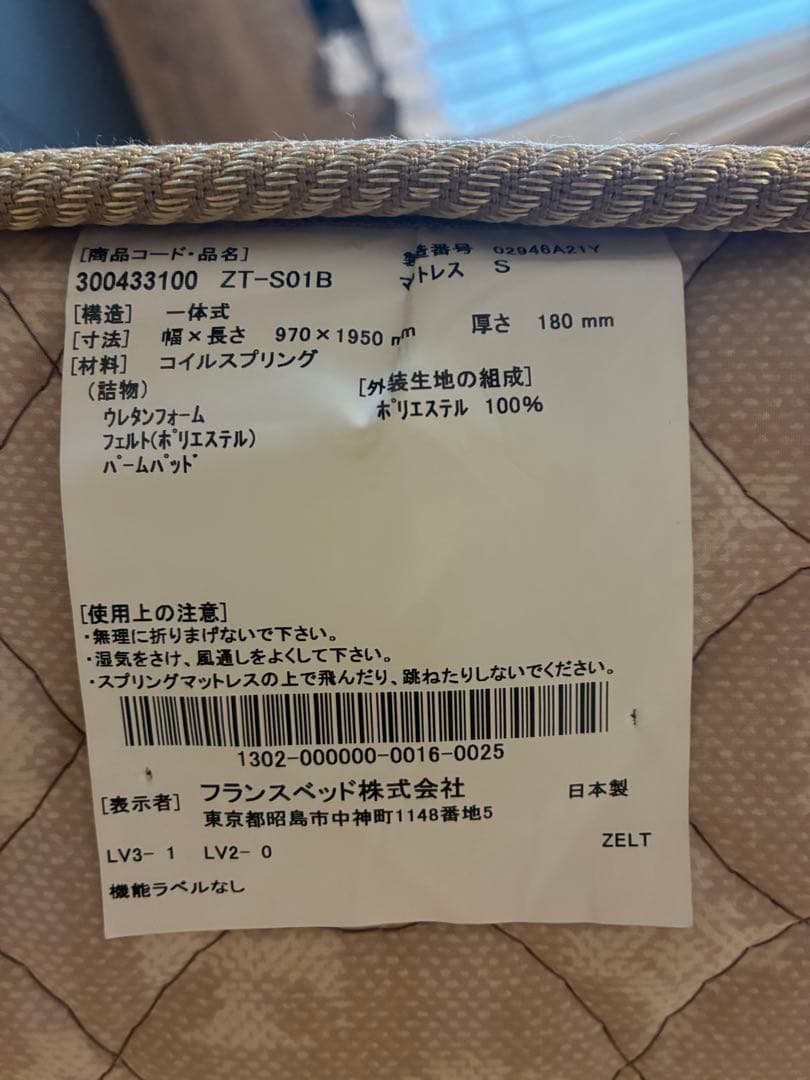 [商品コード・品名]
製造番号 02946A21Y
300433100 ZT-S01B
マットレス S
[構造] 一体式
[寸法] 幅×長さ 970×1950 mm 厚さ 180 mm
[材料] コイルスプリング
(詰物)
[外装生地の組成]
ウレタンフォーム
ポリエステル 100%
フェルト(ポリエステル)
パームパッド
[使用上の注意]
・無理に折りまげないで下さい。
・湿気をさけ、風通しをよくして下さい。
・スプリングマットレスの上で飛んだり、跳ねたりしないでください。
1302-000000-0016-0025
[表示者] フランスベッド株式会社 日本製
東京都昭島市中神町1148番地5
LV3- 1 LV2- 0 ZELT
機能ラベルなし